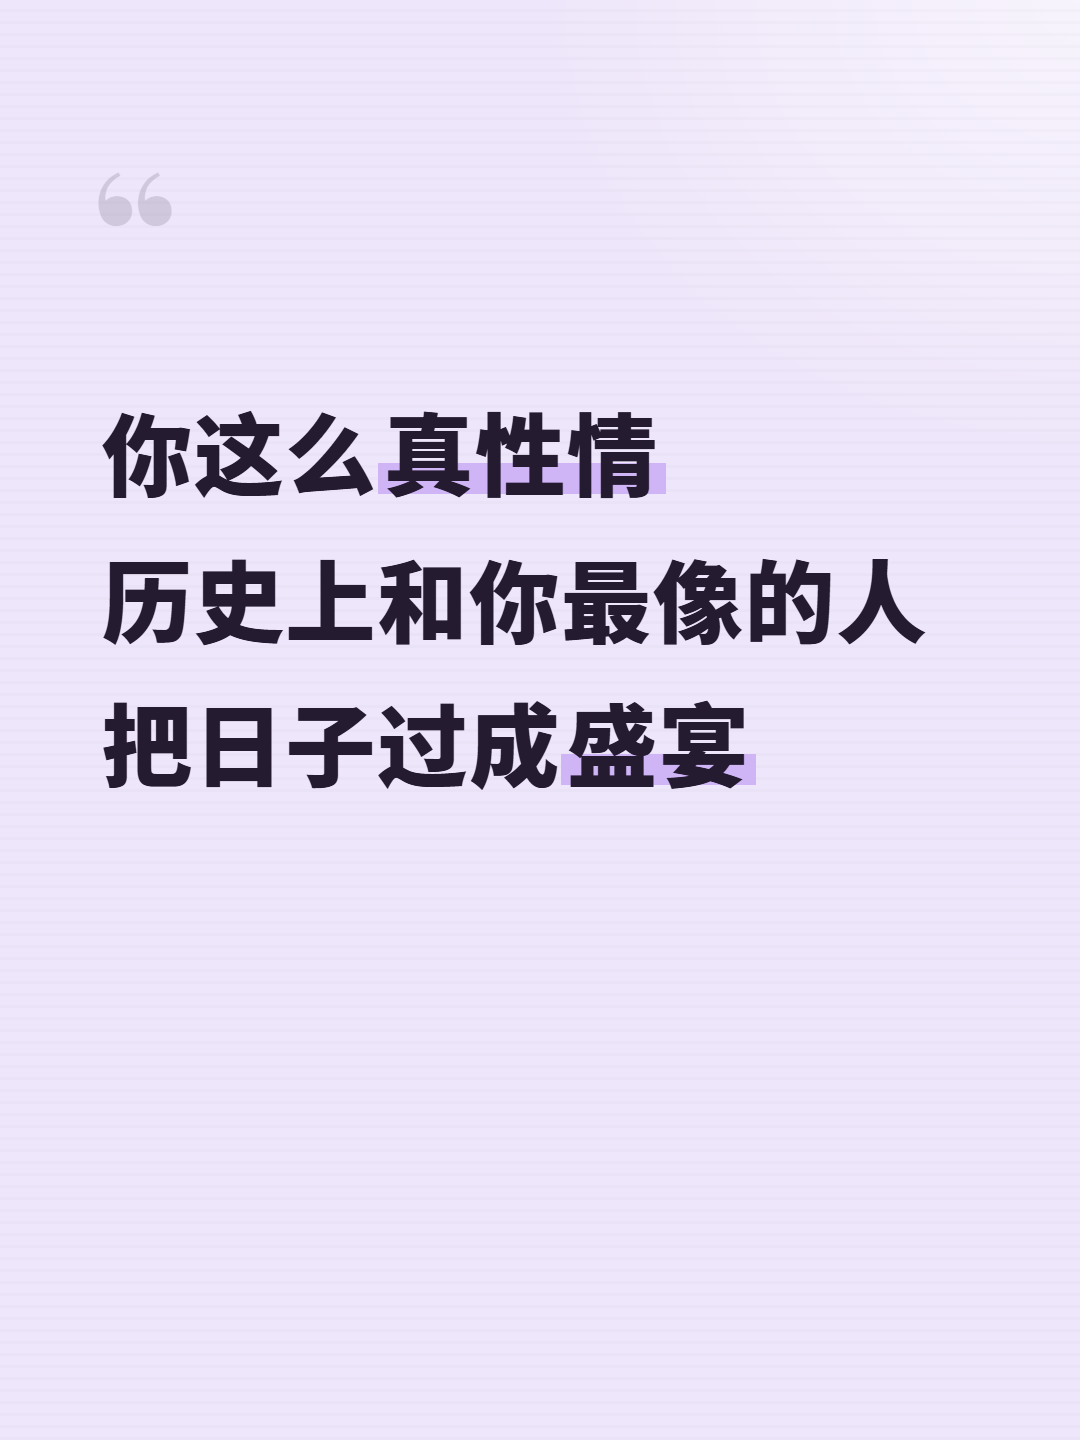 你这么真性情
历史上和你最像的人
把日子过成盛宴